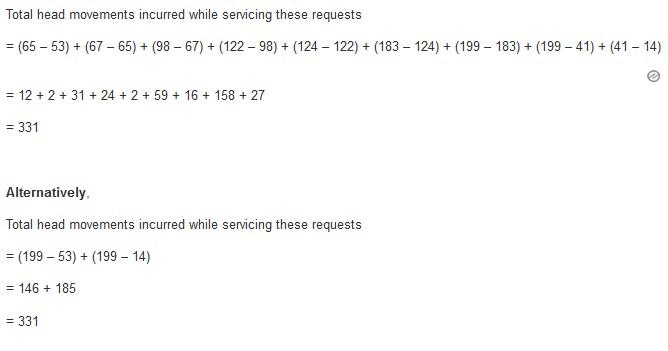 Total head movements incurred while servicing these requests
= (65 – 53) + (67 – 65) + (98 – 67) + (122 – 98) + (124 – 122) + (183 – 124) + (199 – 183) + (199 – 41) + (41 – 14)
= 12 + 2 + 31 + 24 + 2 + 59 + 16 + 158 + 27
= 331
Alternatively,
Total head movements incurred while servicing these requests
= (199 – 53) + (199 – 14)
= 146 + 185
= 331